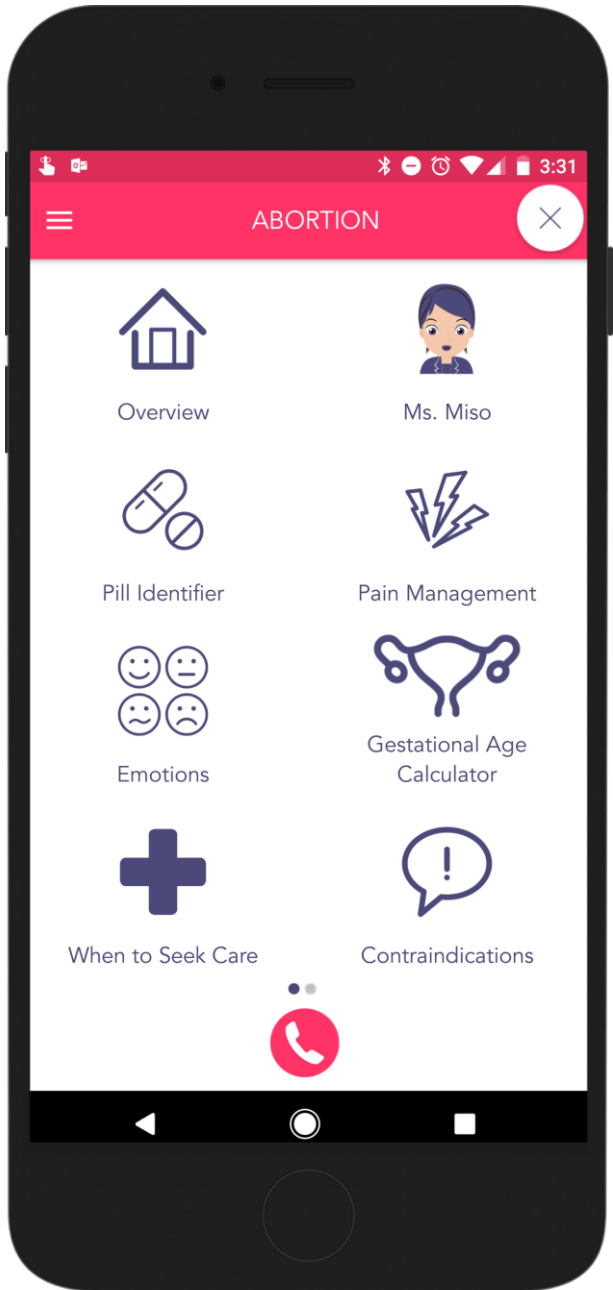 3:31
ABORTION
Overview
Ms. Miso
Pill Identifier
Pain Management
Emotions
Gestational Age
Calculator
When to Seek Care
Contraindications